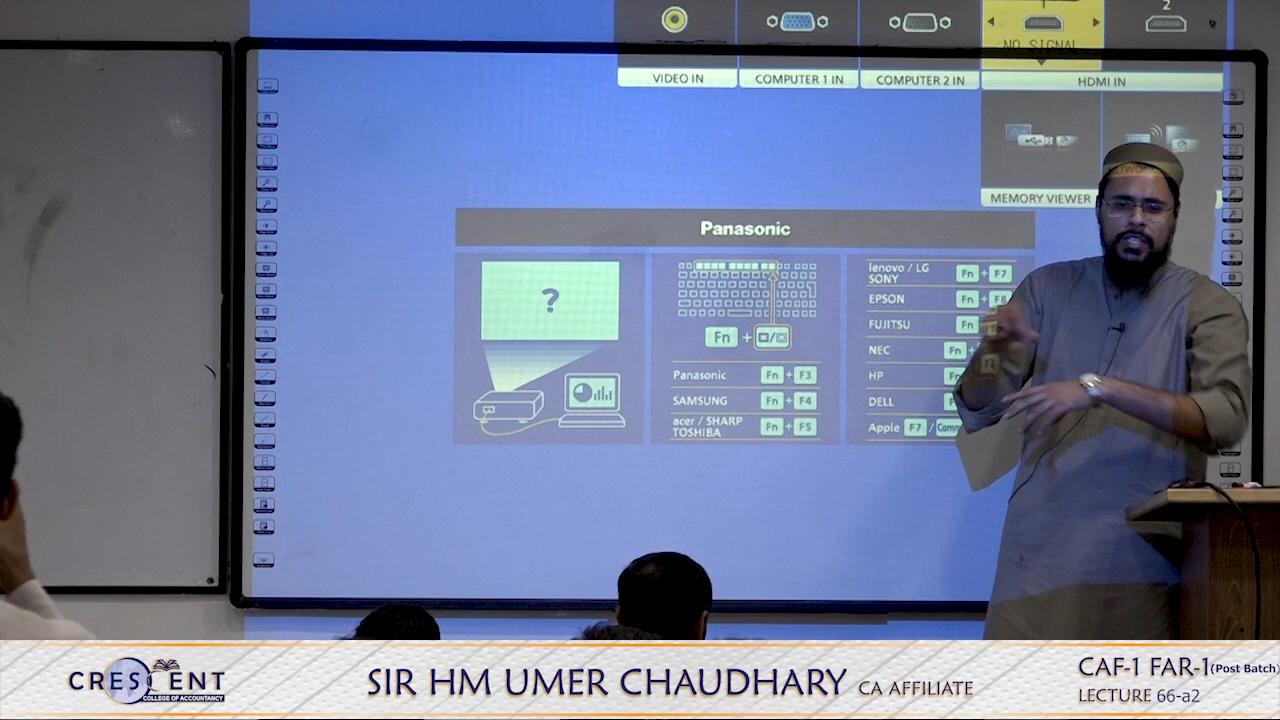 1
2
NO SIGNAL
VIDEO IN
COMPUTER 1 IN
COMPUTER 2 IN
HDMI IN
MEMORY VIEWER
Panasonic
?
Fn +
Panasonic Fn + F3
SAMSUNG Fn + F4
acer / SHARP
TOSHIBA Fn + F5
lenovo / LG
SONY Fn + F7
EPSON Fn + F8
FUJITSU Fn
NEC Fn +
HP
DELL
Apple F7 /
F2
CRESCENT
COLLEGE OF ACCOUNTANCY
SIR HM UMER CHAUDHARY CA AFFILIATE
CAF-1 FAR-1 (Post Batch)
LECTURE 66-a2